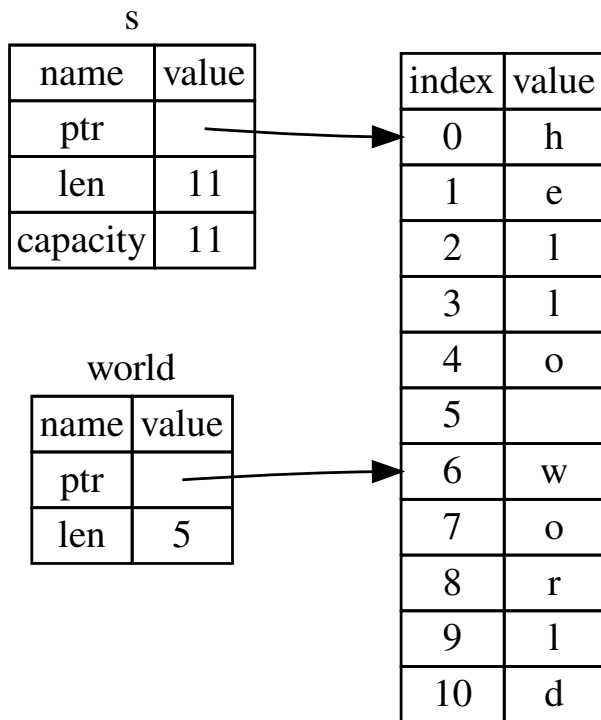 s
name value
ptr
len 11
capacity 11
world
name value
ptr
len 5
index value
0 h
1 e
2 l
3 l
4 o
5
6 w
7 o
8 r
9 l
10 d